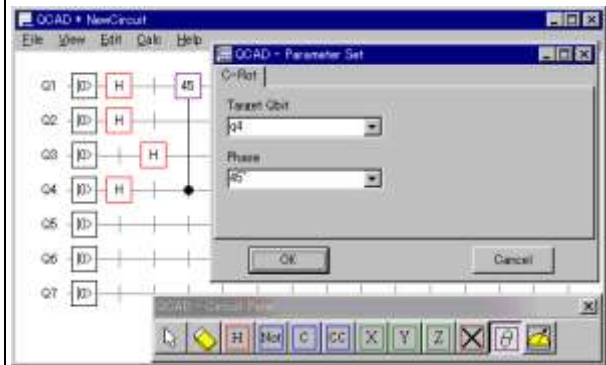 QCAD * NewCircuit
File View Edit Calc Help
QCAD - Parameter Set
C-Rot
Target Qbit
q4
Phase
45°
OK
Cancel
Q1 |0> H 45
Q2 |0> H
Q3 |0> H
Q4 |0> H
Q5 |0>
Q6 |0>
Q7 |0>
QCAD - Circuit
H Not C CC X Y Z θ